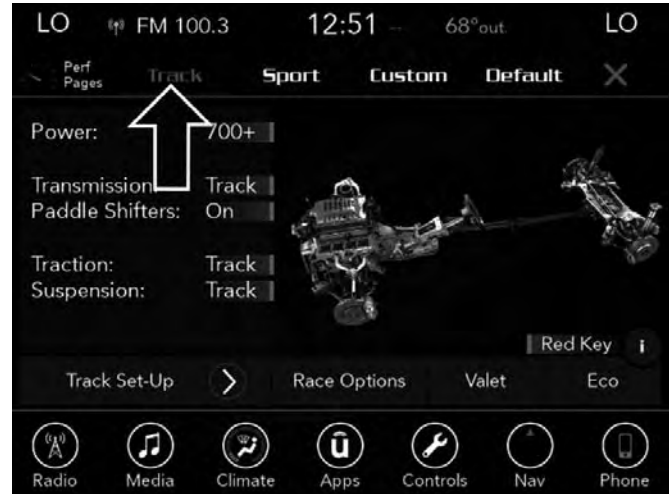 LO FM 100.3 12:51 -- 68°out LO
Perf Pages Track Sport Custom Default
Power: 700+
Transmission: Track
Paddle Shifters: On
Traction: Track
Suspension: Track
Red Key i
Track Set-Up Race Options Valet Eco
Radio Media Climate Apps Controls Nav Phone